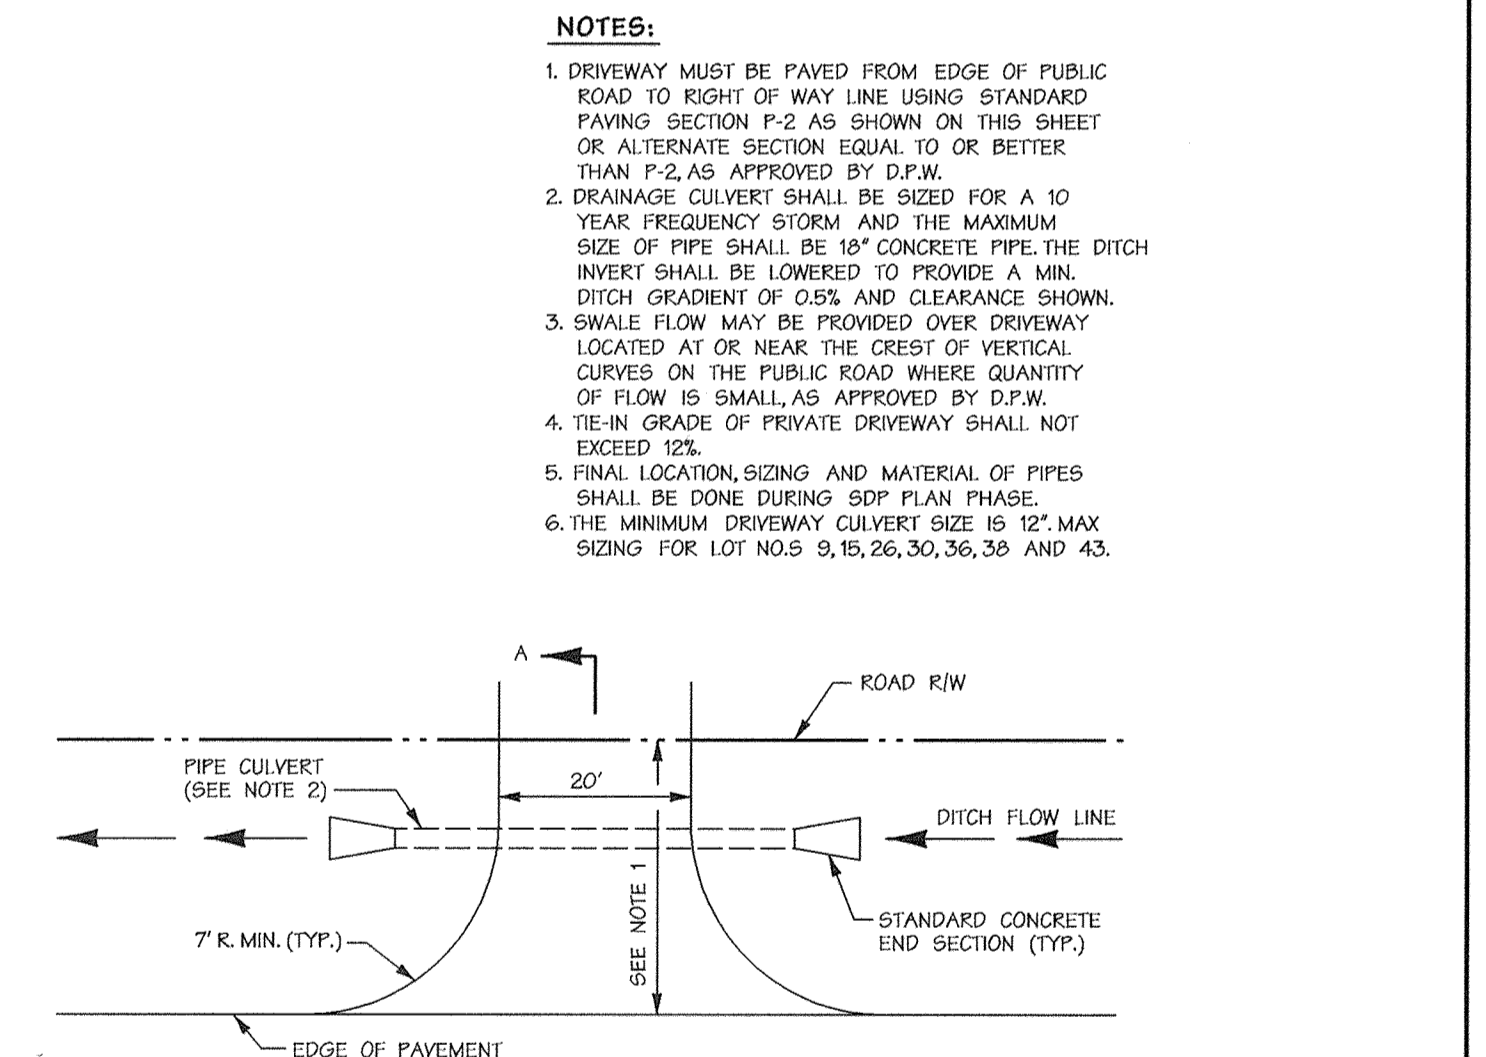 NOTES:
1. DRIVEWAY MUST BE PAVED FROM EDGE OF PUBLIC
ROAD TO RIGHT OF WAY LINE USING STANDARD
PAVING SECTION P-2 AS SHOWN ON THIS SHEET
OR ALTERNATE SECTION EQUAL TO OR BETTER
THAN P-2, AS APPROVED BY D.P.W.
2. DRAINAGE CULVERT SHALL BE SIZED FOR A 10
YEAR FREQUENCY STORM AND THE MAXIMUM
SIZE OF PIPE SHALL BE 18" CONCRETE PIPE. THE DITCH
INVERT SHALL BE LOWERED TO PROVIDE A MIN.
DITCH GRADIENT OF 0.5% AND CLEARANCE SHOWN.
3. SWALE FLOW MAY BE PROVIDED OVER DRIVEWAY
LOCATED AT OR NEAR THE CREST OF VERTICAL
CURVES ON THE PUBLIC ROAD WHERE QUANTITY
OF FLOW IS SMALL, AS APPROVED BY D.P.W.
4. TIE-IN GRADE OF PRIVATE DRIVEWAY SHALL NOT
EXCEED 12%.
5. FINAL LOCATION, SIZING AND MATERIAL OF PIPES
SHALL BE DONE DURING SDP PLAN PHASE.
6. THE MINIMUM DRIVEWAY CULVERT SIZE IS 12". MAX
SIZING FOR LOT NO.S 9, 15, 26, 30, 36, 38 AND 43.
A
ROAD R/W
PIPE CULVERT
(SEE NOTE 2)
20'
DITCH FLOW LINE
SEE NOTE 1
STANDARD CONCRETE
END SECTION (TYP.)
7' R. MIN. (TYP.)
EDGE OF PAVEMENT